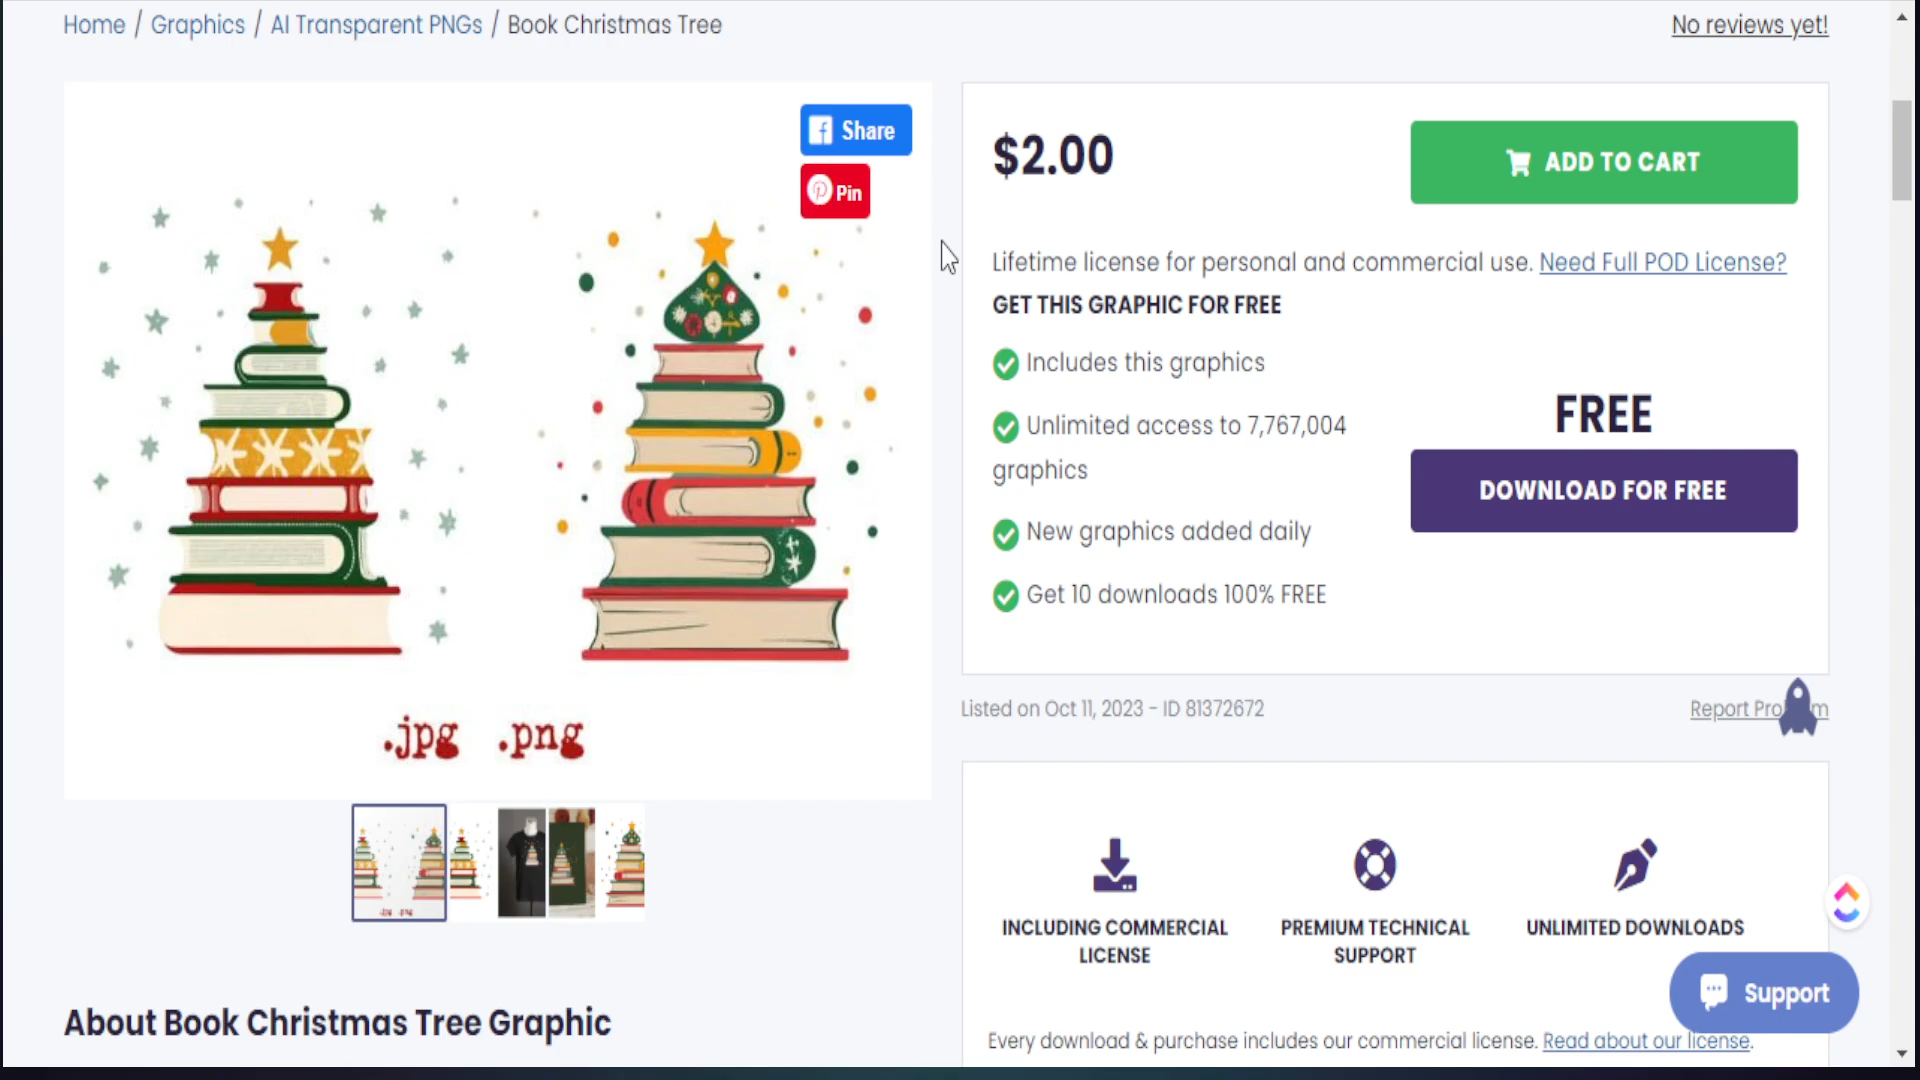 Home / Graphics / AI Transparent PNGs / Book Christmas Tree
No reviews yet!
Share
Pin
.jpg .png
$2.00
ADD TO CART
Lifetime license for personal and commercial use. Need Full POD License?
GET THIS GRAPHIC FOR FREE
Includes this graphics
Unlimited access to 7,767,004
graphics
New graphics added daily
Get 10 downloads 100% FREE
FREE
DOWNLOAD FOR FREE
Listed on Oct 11, 2023 - ID 81372672
Report
INCLUDING COMMERCIAL
LICENSE
PREMIUM TECHNICAL
SUPPORT
UNLIMITED DOWNLOADS
Support
Every download & purchase includes our commercial license. Read about our license.
About Book Christmas Tree Graphic